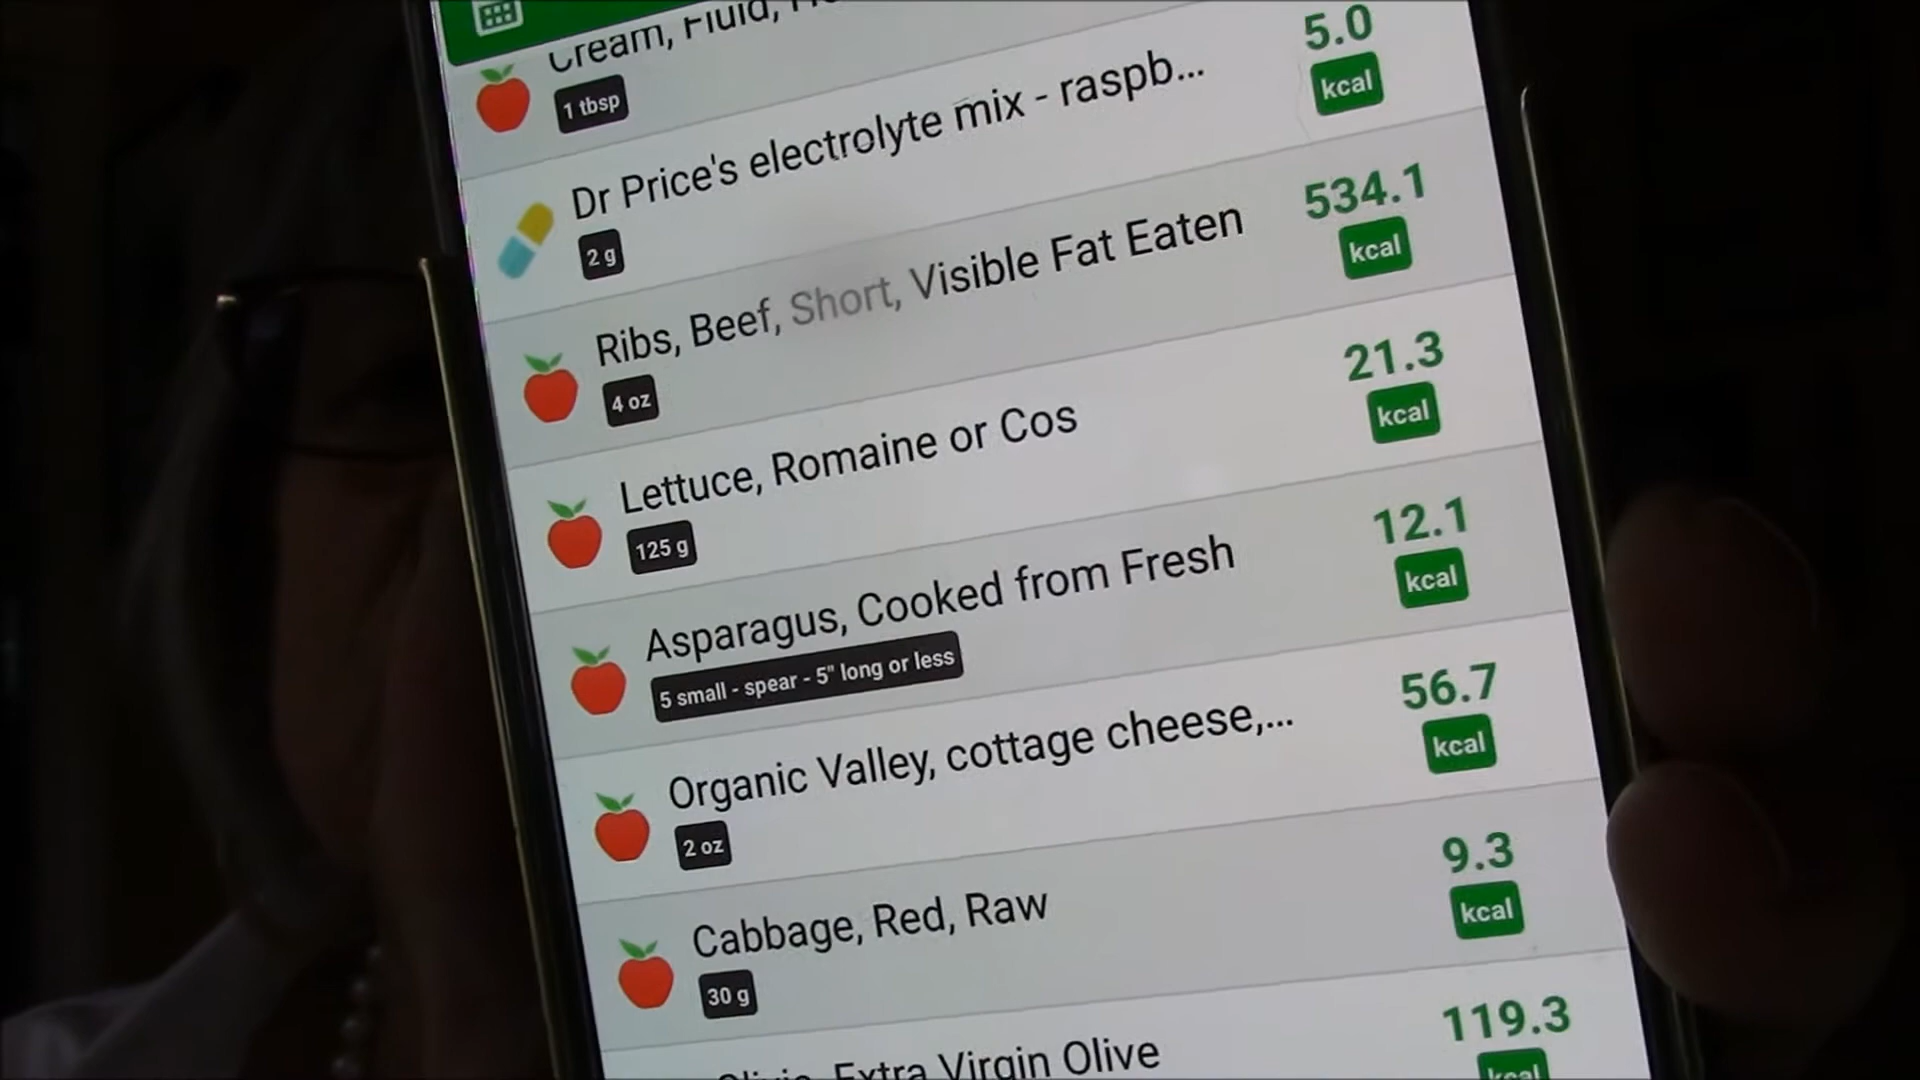 Cream, Fluid,
1 tbsp
5.0
kcal
Dr Price's electrolyte mix - raspb...
2 g
534.1
kcal
Ribs, Beef, Short, Visible Fat Eaten
4 oz
21.3
kcal
Lettuce, Romaine or Cos
125 g
12.1
kcal
Asparagus, Cooked from Fresh
5 small - spear - 5" long or less
56.7
kcal
Organic Valley, cottage cheese,...
2 oz
9.3
kcal
Cabbage, Red, Raw
30 g
119.3
kcal
Extra Virgin Olive